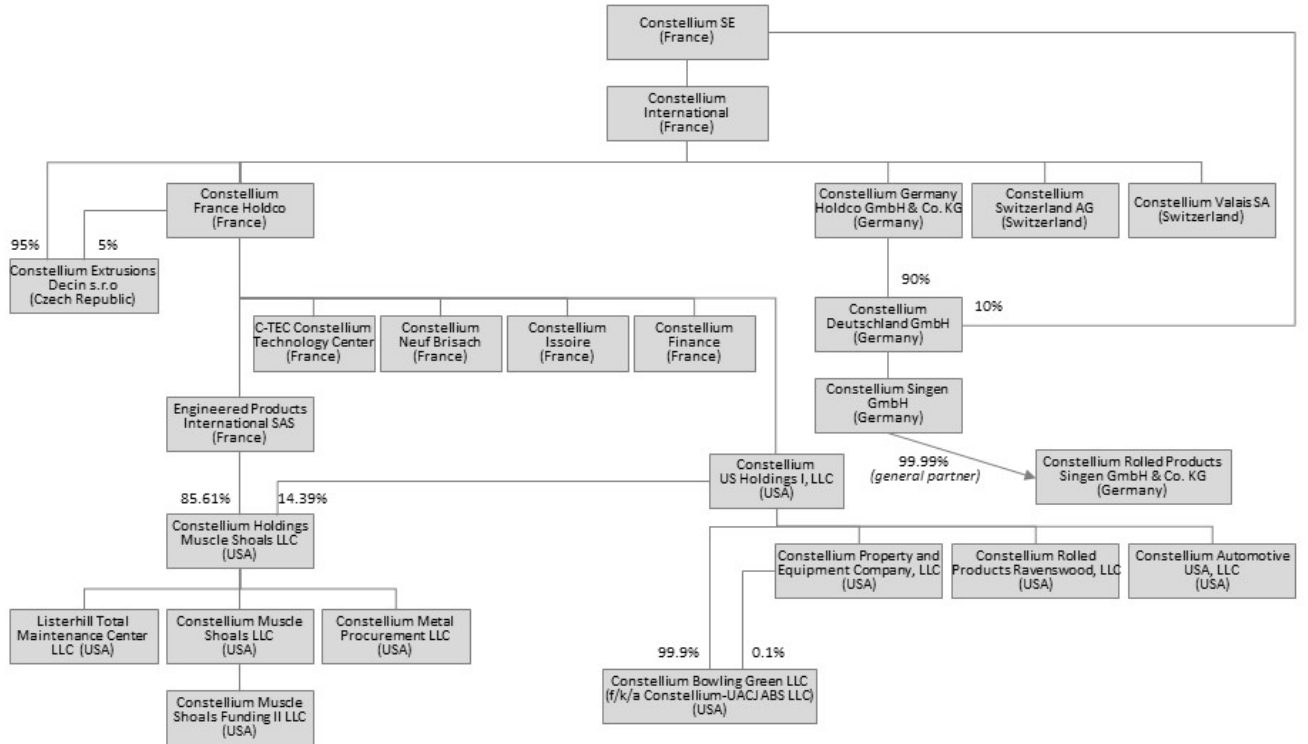 Constellium SE
(France)
Constellium
International
(France)
Constellium
France Holdco
(France)
Constellium Germany
Holdco GmbH & Co. KG
(Germany)
Constellium
Switzerland AG
(Switzerland)
Constellium Valais SA
(Switzerland)
95%
5%
Constellium Extrusions
Decin s.r.o
(Czech Republic)
90%
Constellium
Deutschland GmbH
(Germany)
10%
C-TEC Constellium
Technology Center
(France)
Constellium
Neuf Brisach
(France)
Constellium
Issoire
(France)
Constellium
Finance
(France)
Constellium Singen
GmbH
(Germany)
Engineered Products
International SAS
(France)
Constellium
US Holdings I, LLC
(USA)
99.99%
(general partner)
Constellium Rolled Products
Singen GmbH & Co. KG
(Germany)
85.61%
14.39%
Constellium Holdings
Muscle Shoals LLC
(USA)
Constellium Property and
Equipment Company, LLC
(USA)
Constellium Rolled
Products Ravenswood, LLC
(USA)
Constellium Automotive
USA, LLC
(USA)
Listerhill Total
Maintenance Center
LLC (USA)
Constellium Muscle
Shoals LLC
(USA)
Constellium Metal
Procurement LLC
(USA)
99.9%
0.1%
Constellium Bowling Green LLC
(f/k/a Constellium-UACJ ABS LLC)
(USA)
Constellium Muscle
Shoals Funding II LLC
(USA)